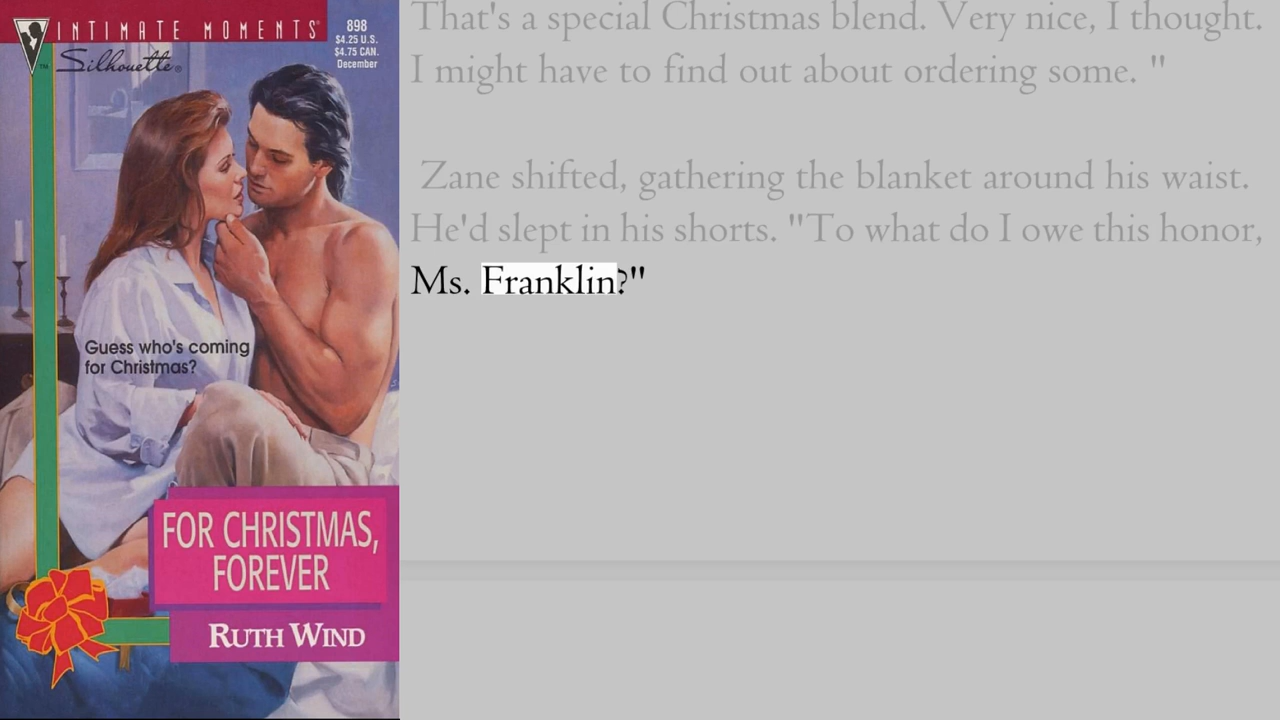 INTIMATE MOMENTS
898
$4.25 U.S.
$4.75 CAN.
December
TM
Silhouette®
Guess who's coming
for Christmas?
FOR CHRISTMAS,
FOREVER
RUTH WIND
That's a special Christmas blend. Very nice, I thought.
I might have to find out about ordering some. "
Zane shifted, gathering the blanket around his waist.
He'd slept in his shorts. "To what do I owe this honor,
Ms. Franklin?"